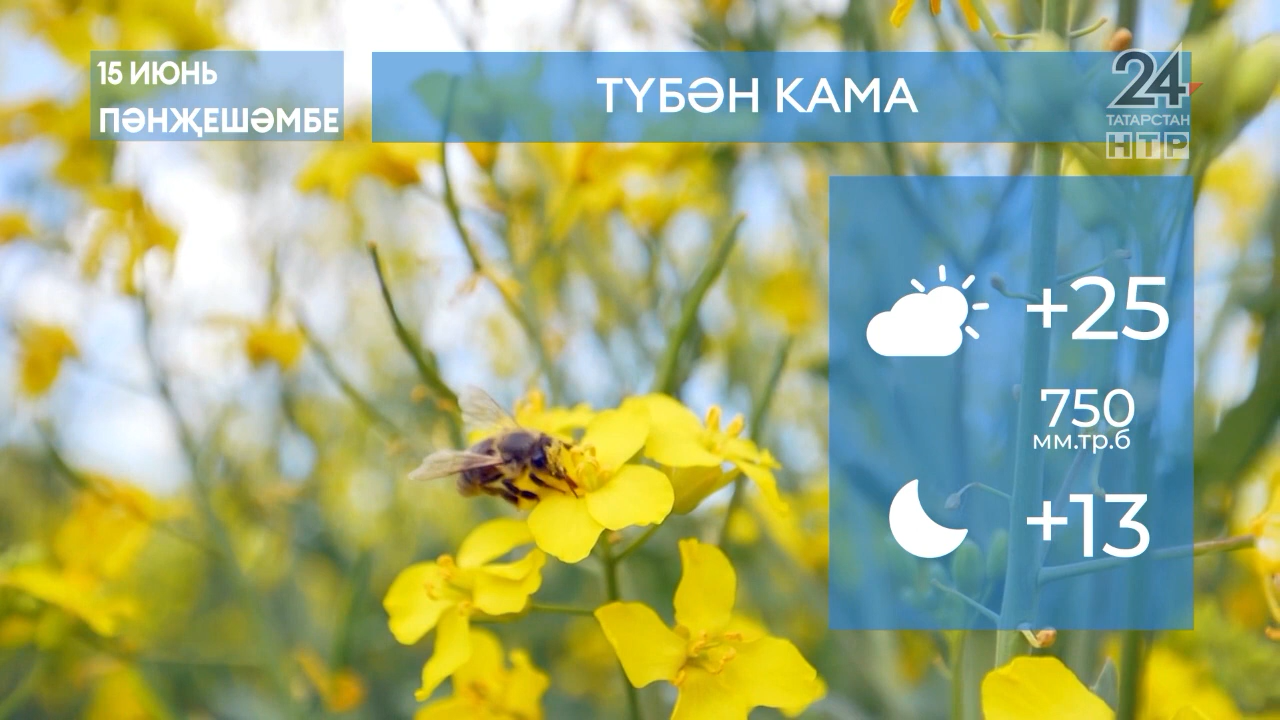 15 ИЮНЬ
ПӘНҖЕШӘМБЕ
ТҮБӘН КАМА
24
ТАТАРСТАН
НТР
+25
750
мм.тр.б
+13